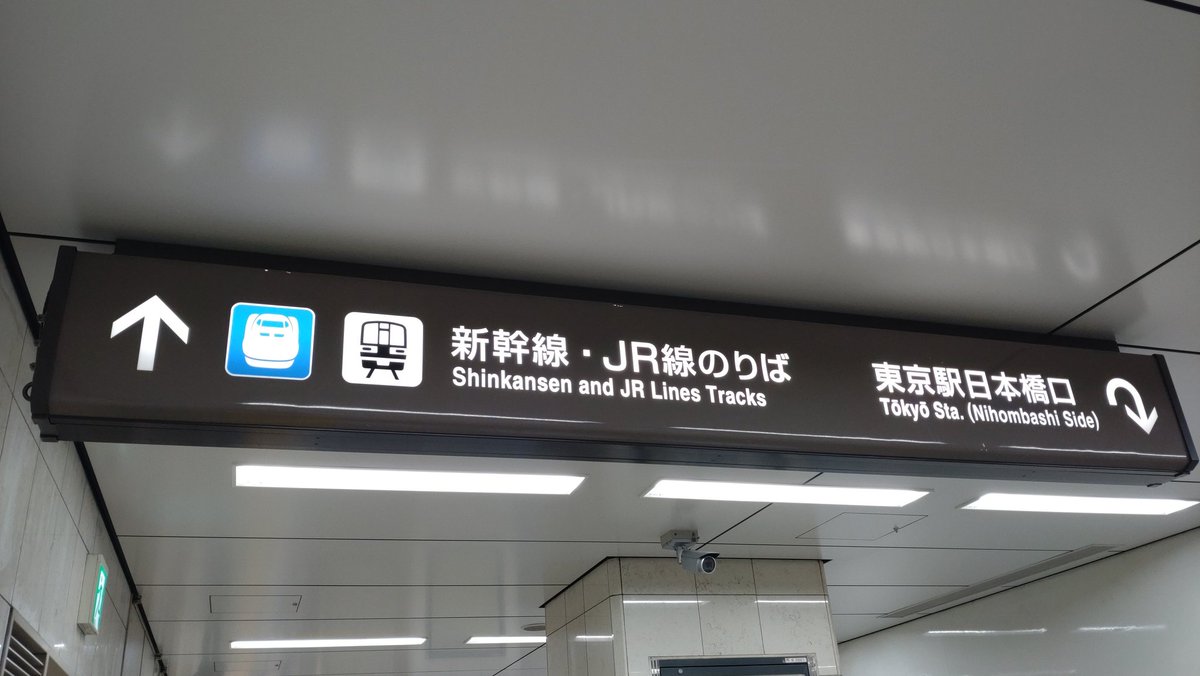 新幹線・JR線のりば
Shinkansen and JR Lines Tracks
東京駅日本橋口
Tōkyō Sta. (Nihombashi Side)